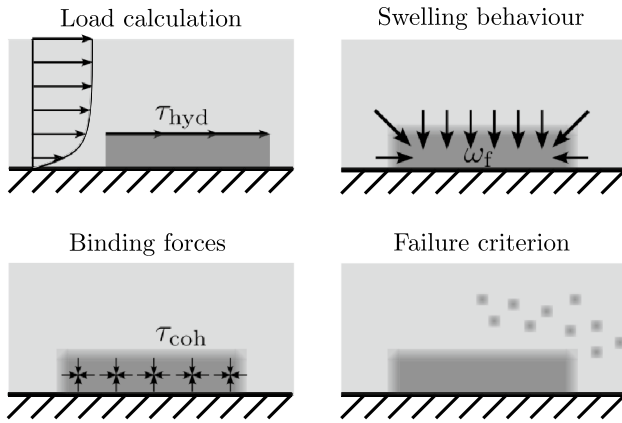 Load calculation
Swelling behaviour
τhyd
ωf
Binding forces
Failure criterion
τcoh